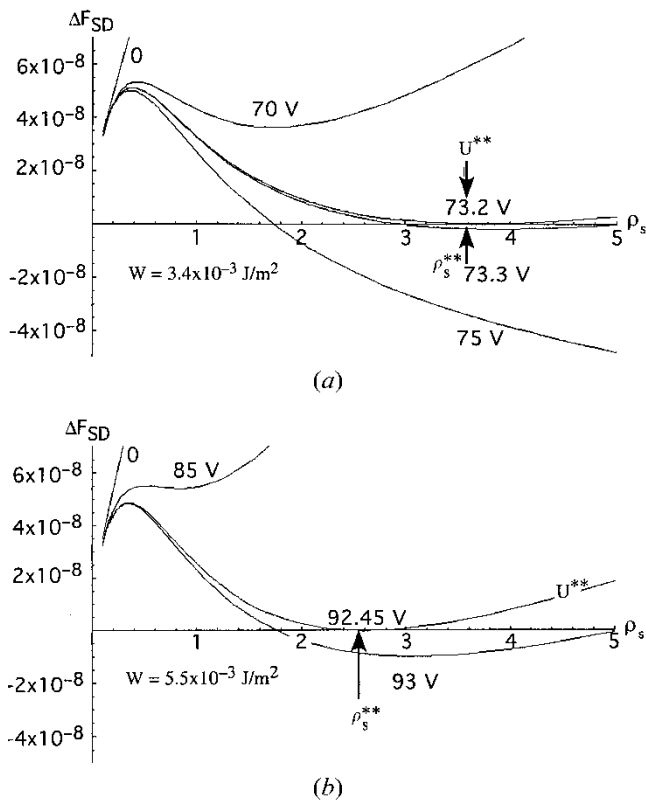 ΔF_SD
6x10⁻⁸
4x10⁻⁸
2x10⁻⁸
-2x10⁻⁸
-4x10⁻⁸
0
70 V
U**
73.2 V
ρ_s
1 2 3 4 5
ρ_s** 73.3 V
W = 3.4x10⁻³ J/m²
75 V
(a)
ΔF_SD
6x10⁻⁸
4x10⁻⁸
2x10⁻⁸
-2x10⁻⁸
-4x10⁻⁸
0
85 V
U**
92.45 V
ρ_s
1 2 3 4 5
W = 5.5x10⁻³ J/m²
93 V
ρ_s**
(b)